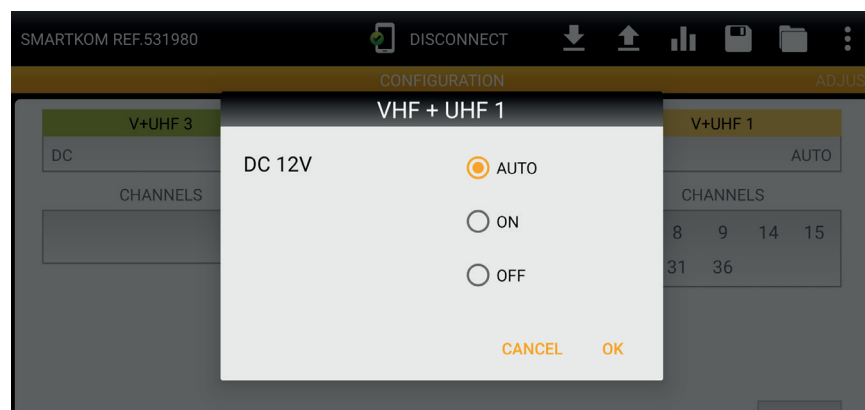 SMARTKOM REF.531980 DISCONNECT
CONFIGURATION ADJUS
VHF + UHF 1
V+UHF 3 V+UHF 1
DC AUTO
DC 12V AUTO
CHANNELS CHANNELS
ON
8 9 14 15
31 36
OFF
CANCEL OK